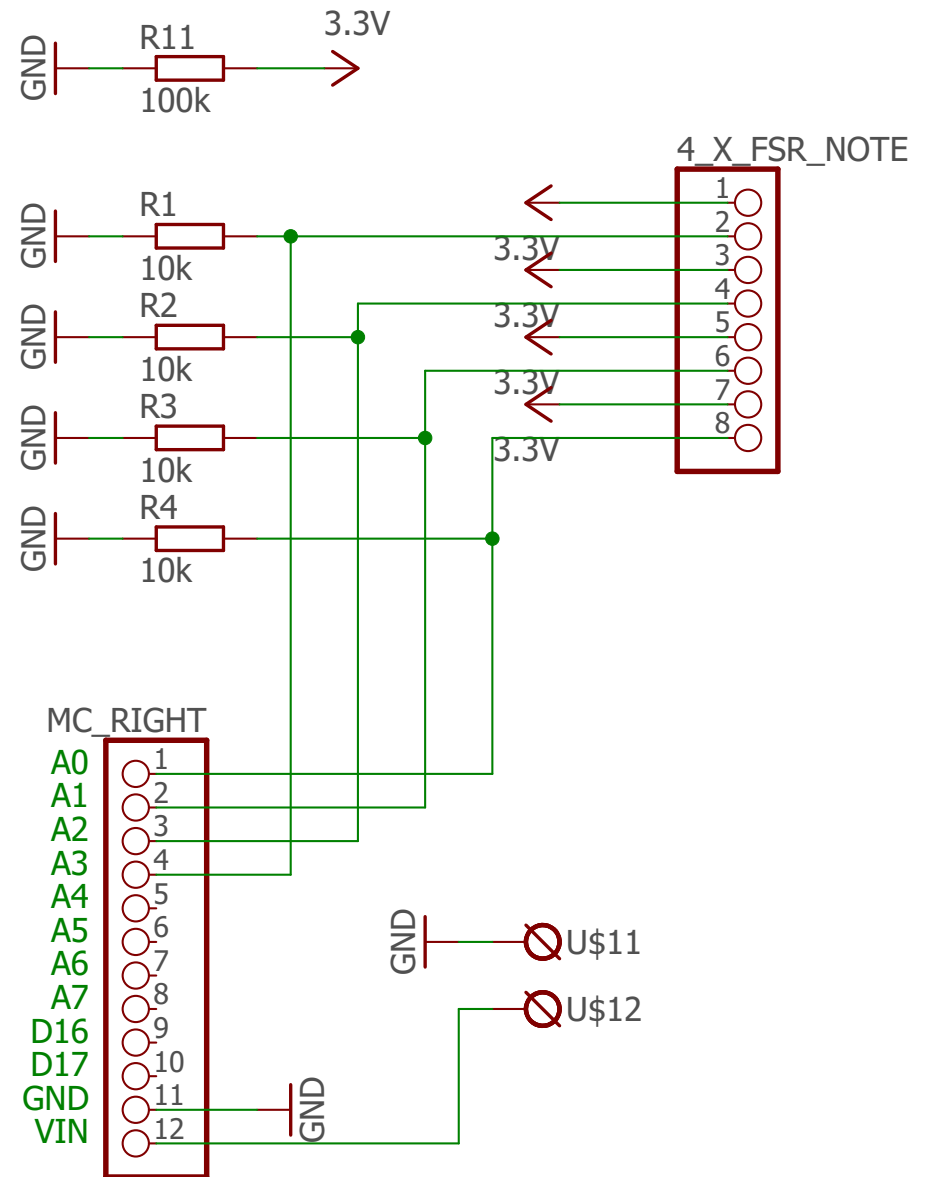 3.3V
R11
GND
100k
4_X_FSR_NOTE
1
R1
GND
2
3.3V
10k
3
R2
4
GND
3.3V
5
10k
6
R3
3.3V
7
GND
8
3.3V
10k
R4
GND
10k
MC_RIGHT
A0 1
A1 2
A2 3
A3 4
A4 5
A5 6
A6 7
A7 8
D16 9
D17 10
GND 11
VIN 12
GND
U$11
U$12
GND